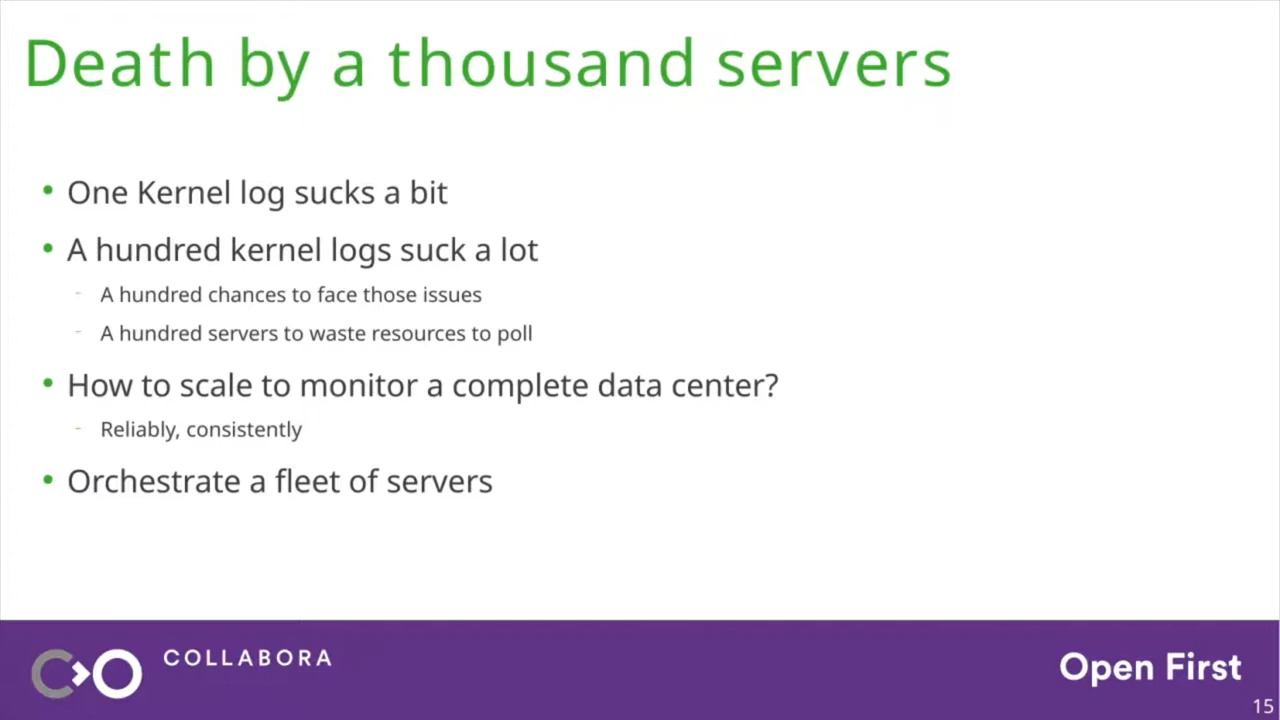 Death by a thousand servers
• One Kernel log sucks a bit
• A hundred kernel logs suck a lot
- A hundred chances to face those issues
- A hundred servers to waste resources to poll
• How to scale to monitor a complete data center?
- Reliably, consistently
• Orchestrate a fleet of servers
COLLABORA
Open First
15